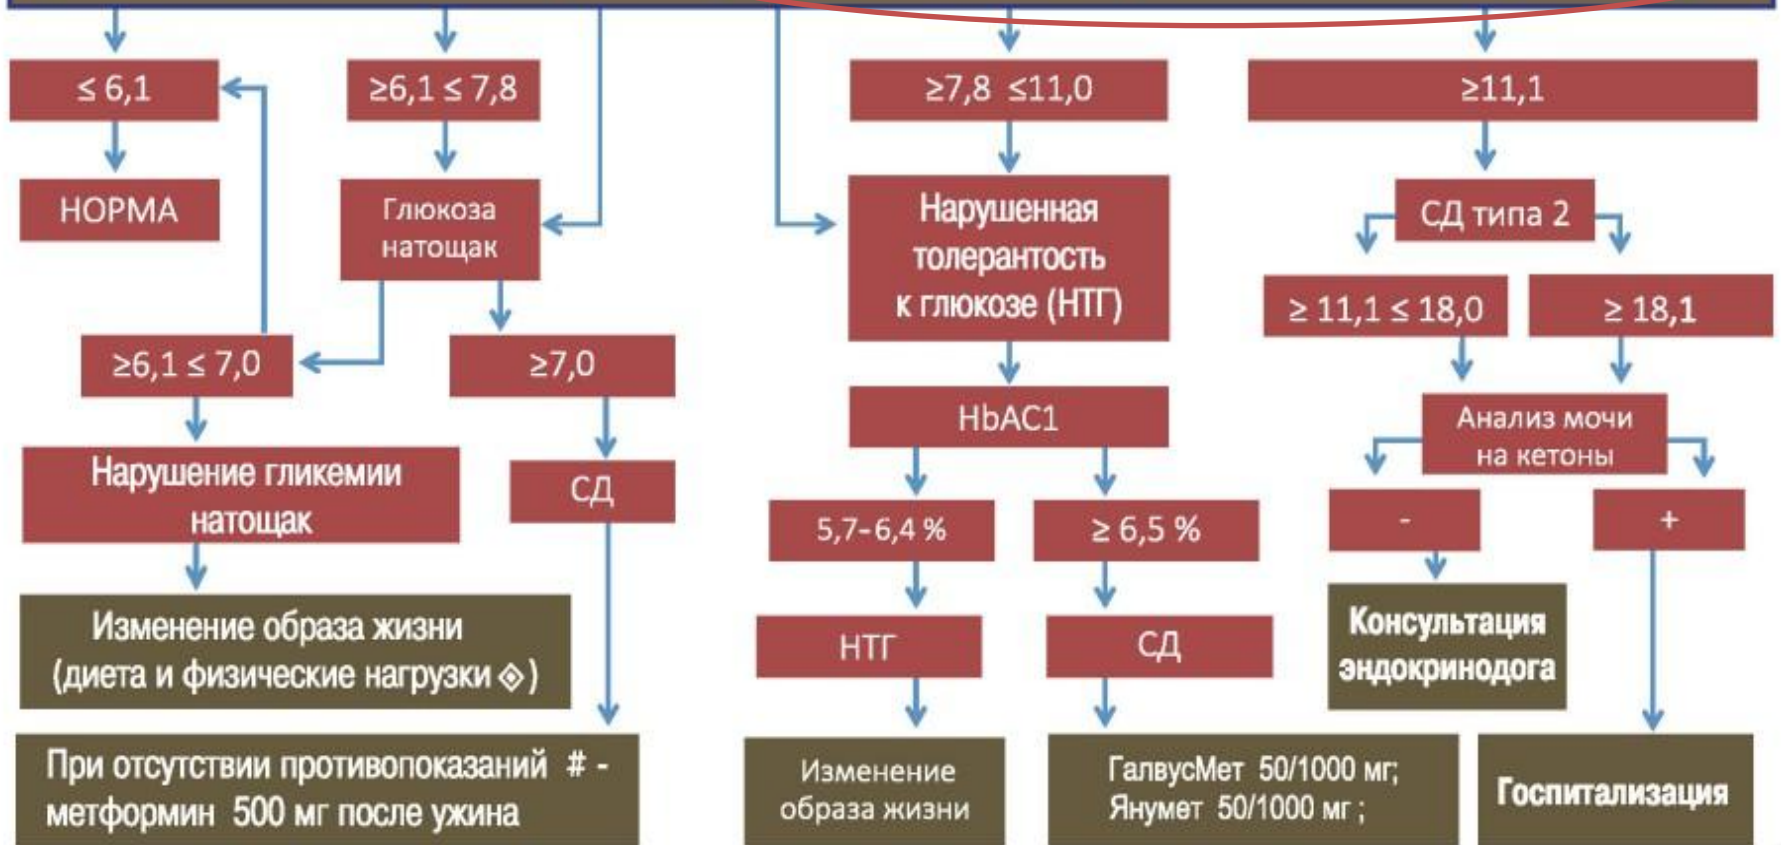 ≤ 6,1
≥6,1 ≤ 7,8
≥7,8 ≤11,0
≥11,1
НОРМА
Глюкоза
натощак
Нарушенная
толерантость
к глюкозе (НТГ)
СД типа 2
≥ 11,1 ≤ 18,0
≥ 18,1
≥6,1 ≤ 7,0
≥7,0
HbAC1
Анализ мочи
на кетоны
Нарушение гликемии
натощак
СД
5,7-6,4 %
≥ 6,5 %
-
+
Изменение образа жизни
(диета и физические нагрузки ◈)
НТГ
СД
Консультация
эндокринодога
При отсутствии противопоказаний # -
метформин 500 мг после ужина
Изменение
образа жизни
ГалвусМет 50/1000 мг;
Янумет 50/1000 мг ;
Госпитализация